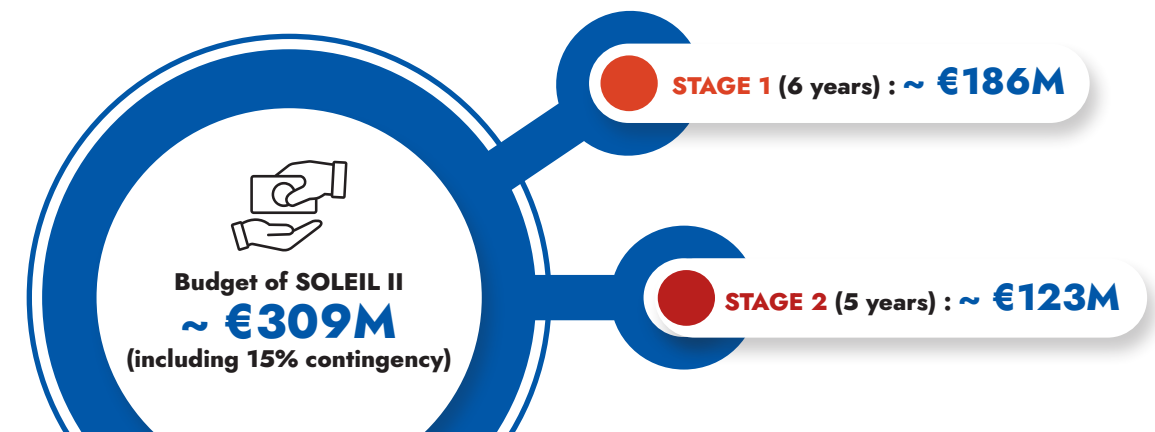 STAGE 1 (6 years) : ~ €186M
Budget of SOLEIL II
~ €309M
(including 15% contingency)
STAGE 2 (5 years) : ~ €123M